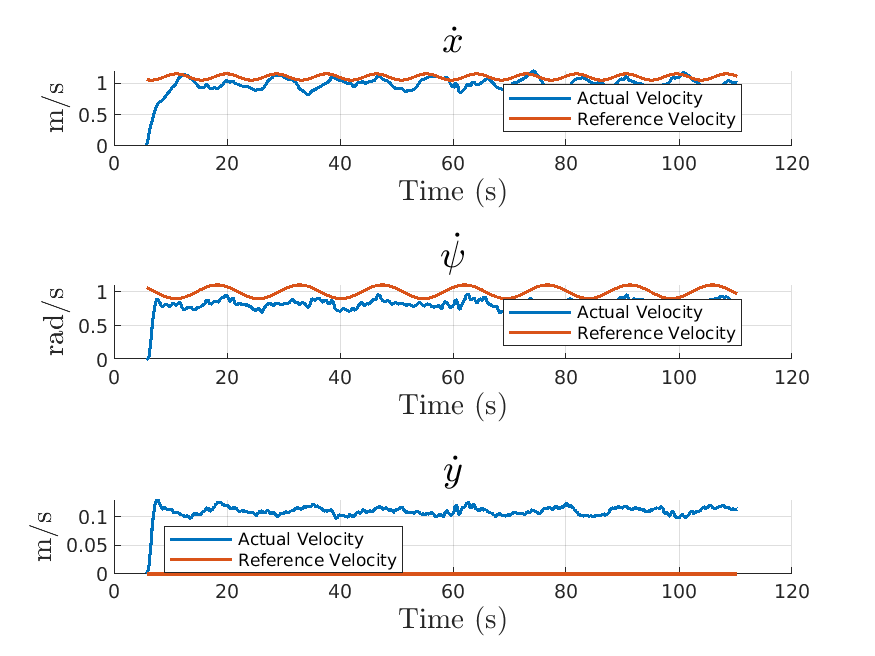 ẋ
m/s
1
0.5
0
Actual Velocity
Reference Velocity
0 20 40 60 80 100 120
Time (s)
ψ̇
rad/s
1
0.5
0
Actual Velocity
Reference Velocity
0 20 40 60 80 100 120
Time (s)
ẏ
m/s
0.1
0.05
0
Actual Velocity
Reference Velocity
0 20 40 60 80 100 120
Time (s)